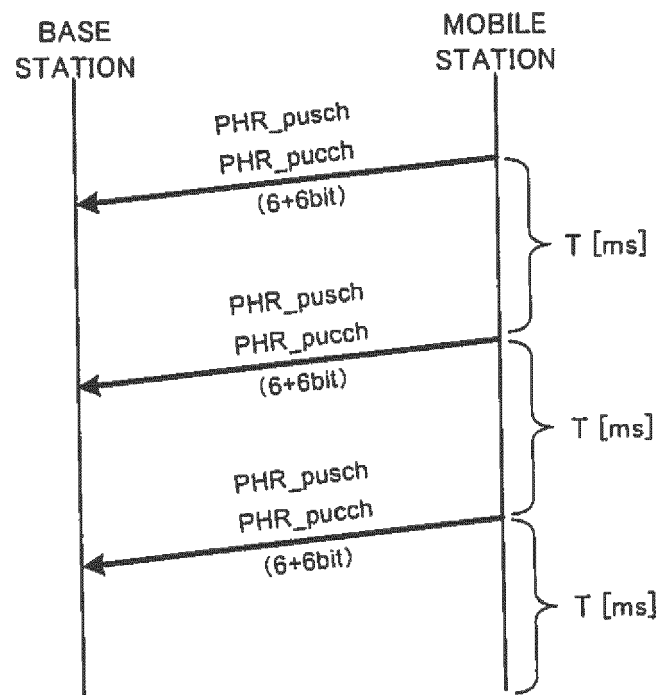 BASE
STATION
MOBILE
STATION
PHR_pusch
PHR_pucch
(6+6bit)
T [ms]
PHR_pusch
PHR_pucch
(6+6bit)
T [ms]
PHR_pusch
PHR_pucch
(6+6bit)
T [ms]